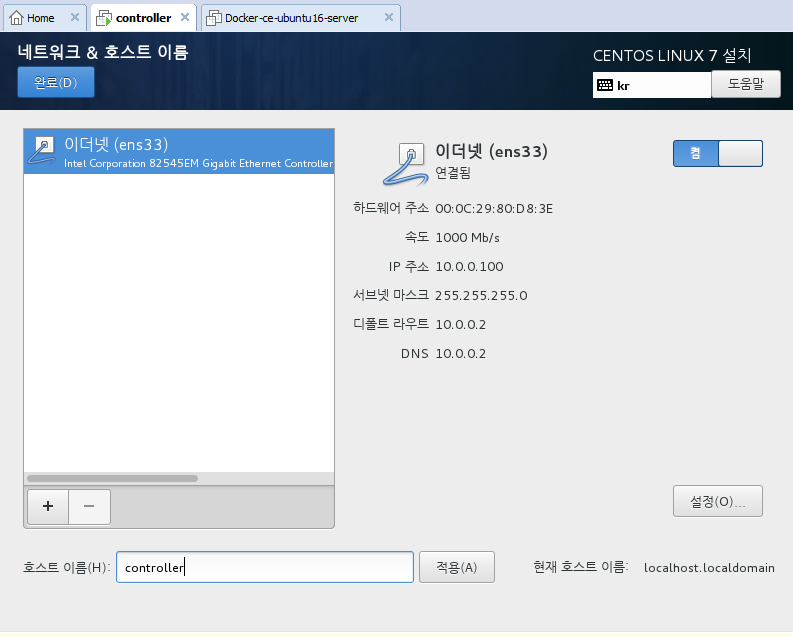 Home
controller
Docker-ce-ubuntu16-server
네트워크 & 호스트 이름
완료(D)
CENTOS LINUX 7 설치
kr
도움말
이더넷 (ens33)
Intel Corporation 82545EM Gigabit Ethernet Controller
이더넷 (ens33)
연결됨
켬
하드웨어 주소 00:0C:29:80:D8:3E
속도 1000 Mb/s
IP 주소 10.0.0.100
서브넷 마스크 255.255.255.0
디폴트 라우트 10.0.0.2
DNS 10.0.0.2
설정(O)...
호스트 이름(H): controller
적용(A)
현재 호스트 이름: localhost.localdomain